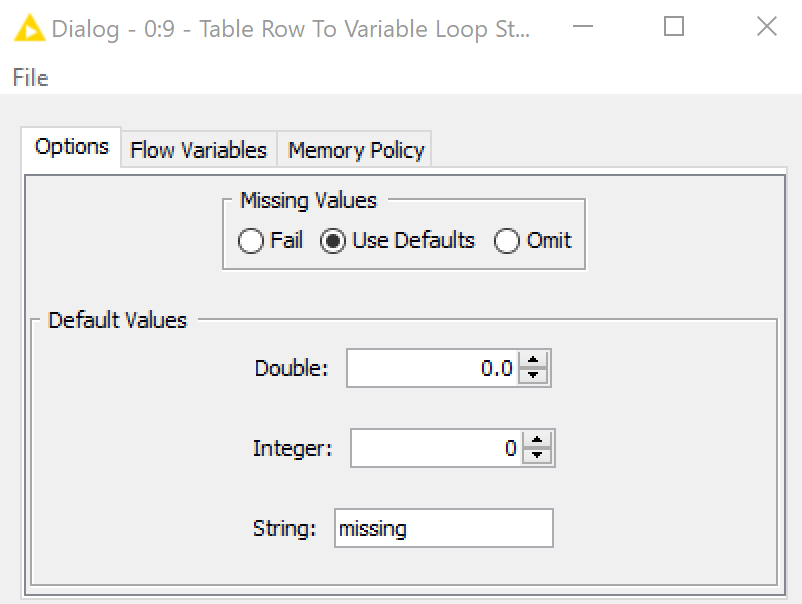 Dialog - 0:9 - Table Row To Variable Loop St...
File
Options Flow Variables Memory Policy
Missing Values
Fail Use Defaults Omit
Default Values
Double: 0.0
Integer: 0
String: missing